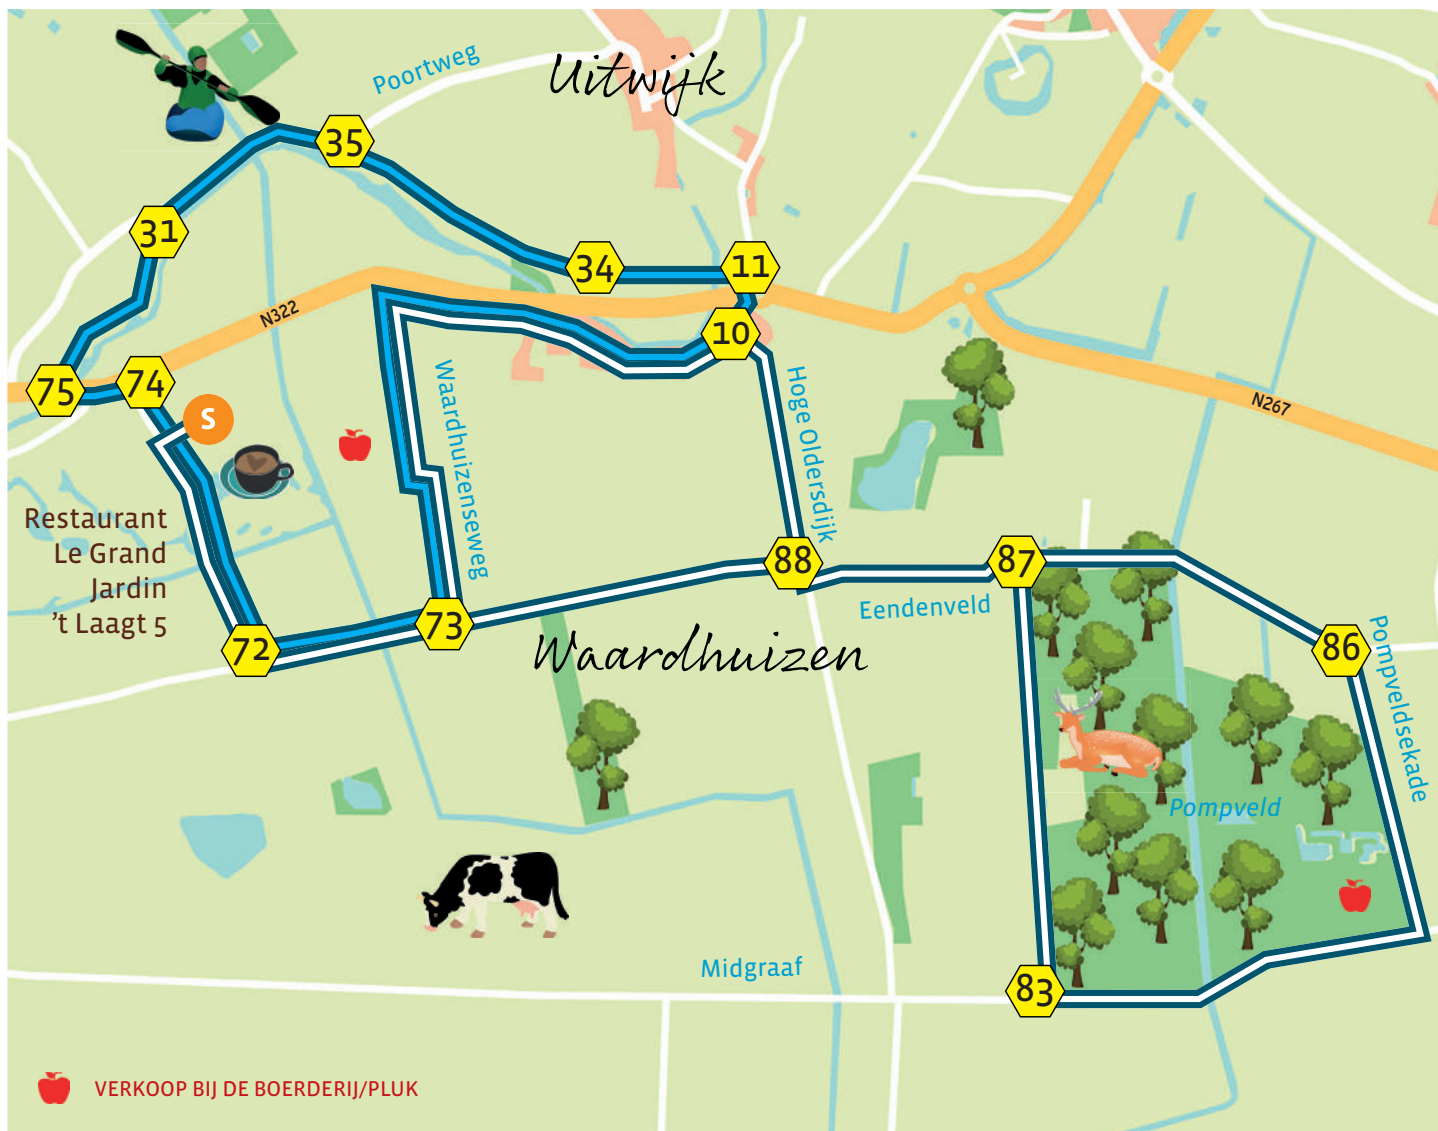 Poortweg
Uitwijk
35
31
34
11
N322
10
75
74
S
Waardhuizenseweg
Hoge Oldersdijk
N267
Restaurant
Le Grand
Jardin
't Laagt 5
88
87
Eendenveld
73
72
Waardhuizen
86
Pompveldsekade
Pompveld
Midgraaf
83
VERKOOP BIJ DE BOERDERIJ/PLUK